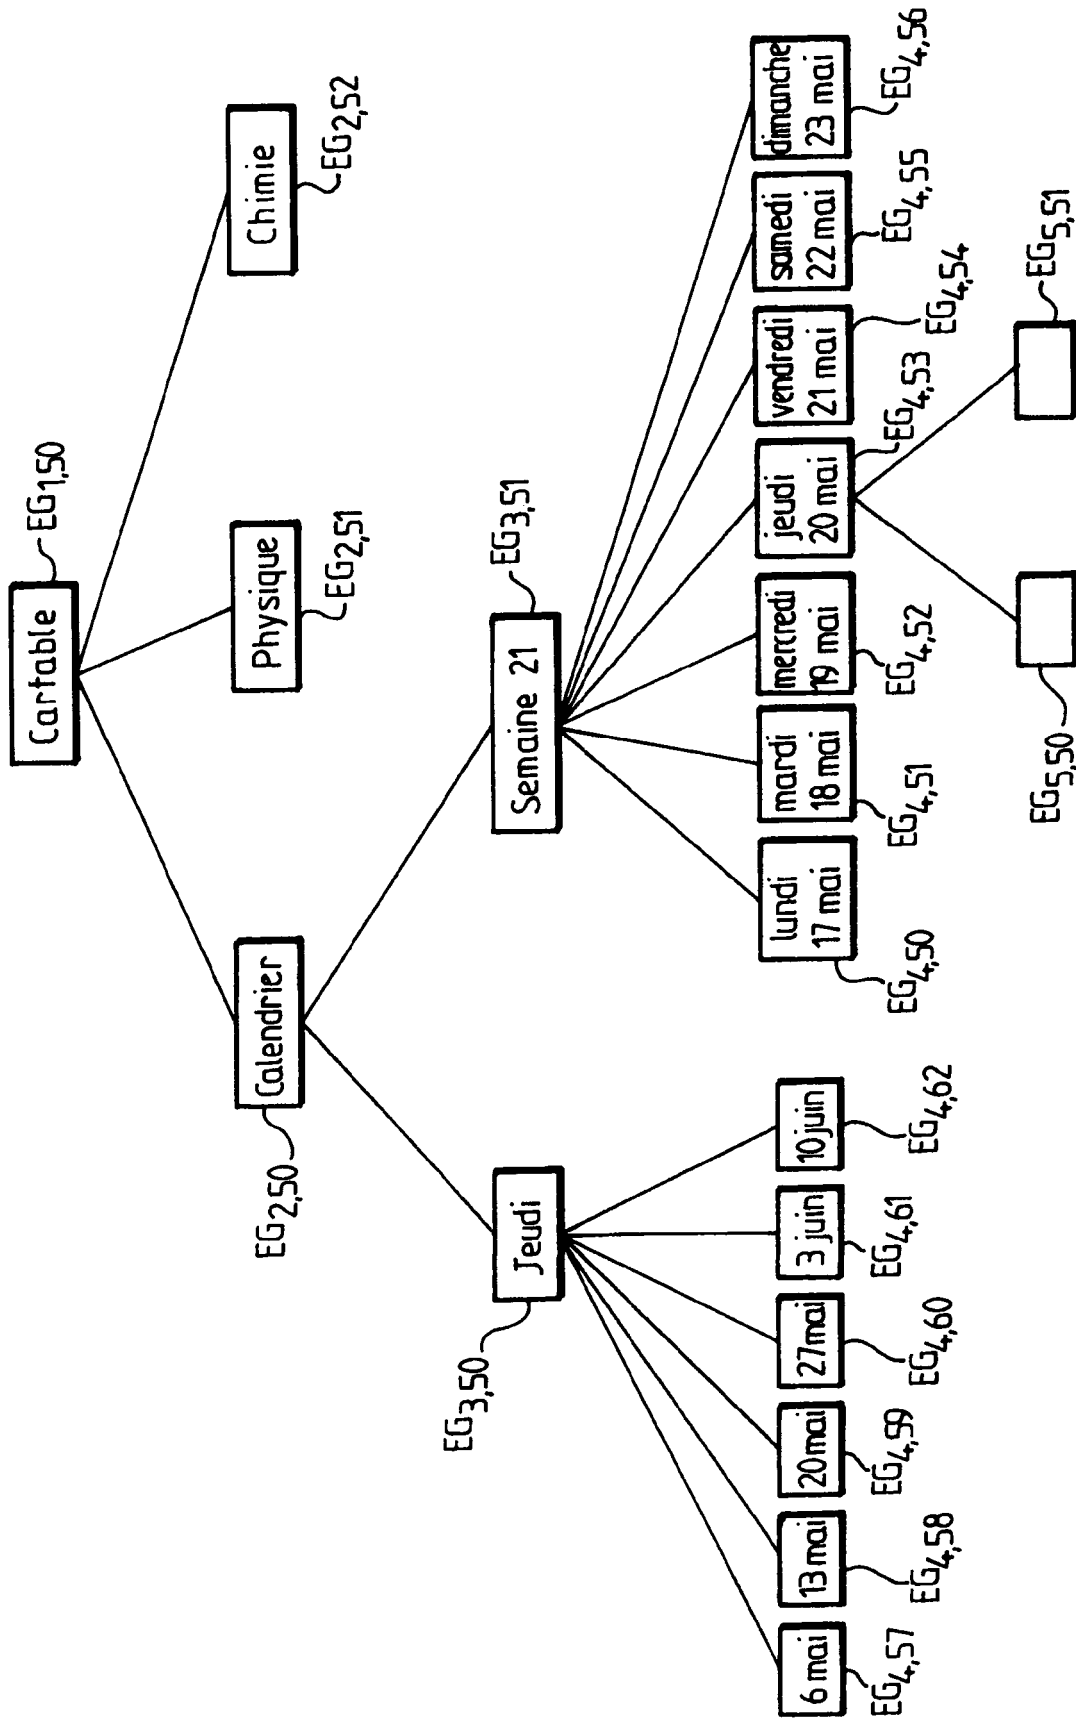 Cartable
EG1,50
Calendrier
EG2,50
Physique
EG2,51
Chimie
EG2,52
Jeudi
EG3,50
Semaine 21
EG3,51
6 mai
EG4,57
13 mai
EG4,58
20 mai
EG4,59
27 mai
EG4,60
3 juin
EG4,61
10 juin
EG4,62
lundi
17 mai
EG4,50
mardi
18 mai
EG4,51
mercredi
19 mai
EG4,52
jeudi
20 mai
EG4,53
vendredi
21 mai
EG4,54
samedi
22 mai
EG4,55
dimanche
23 mai
EG4,56
EG5,50
EG5,51